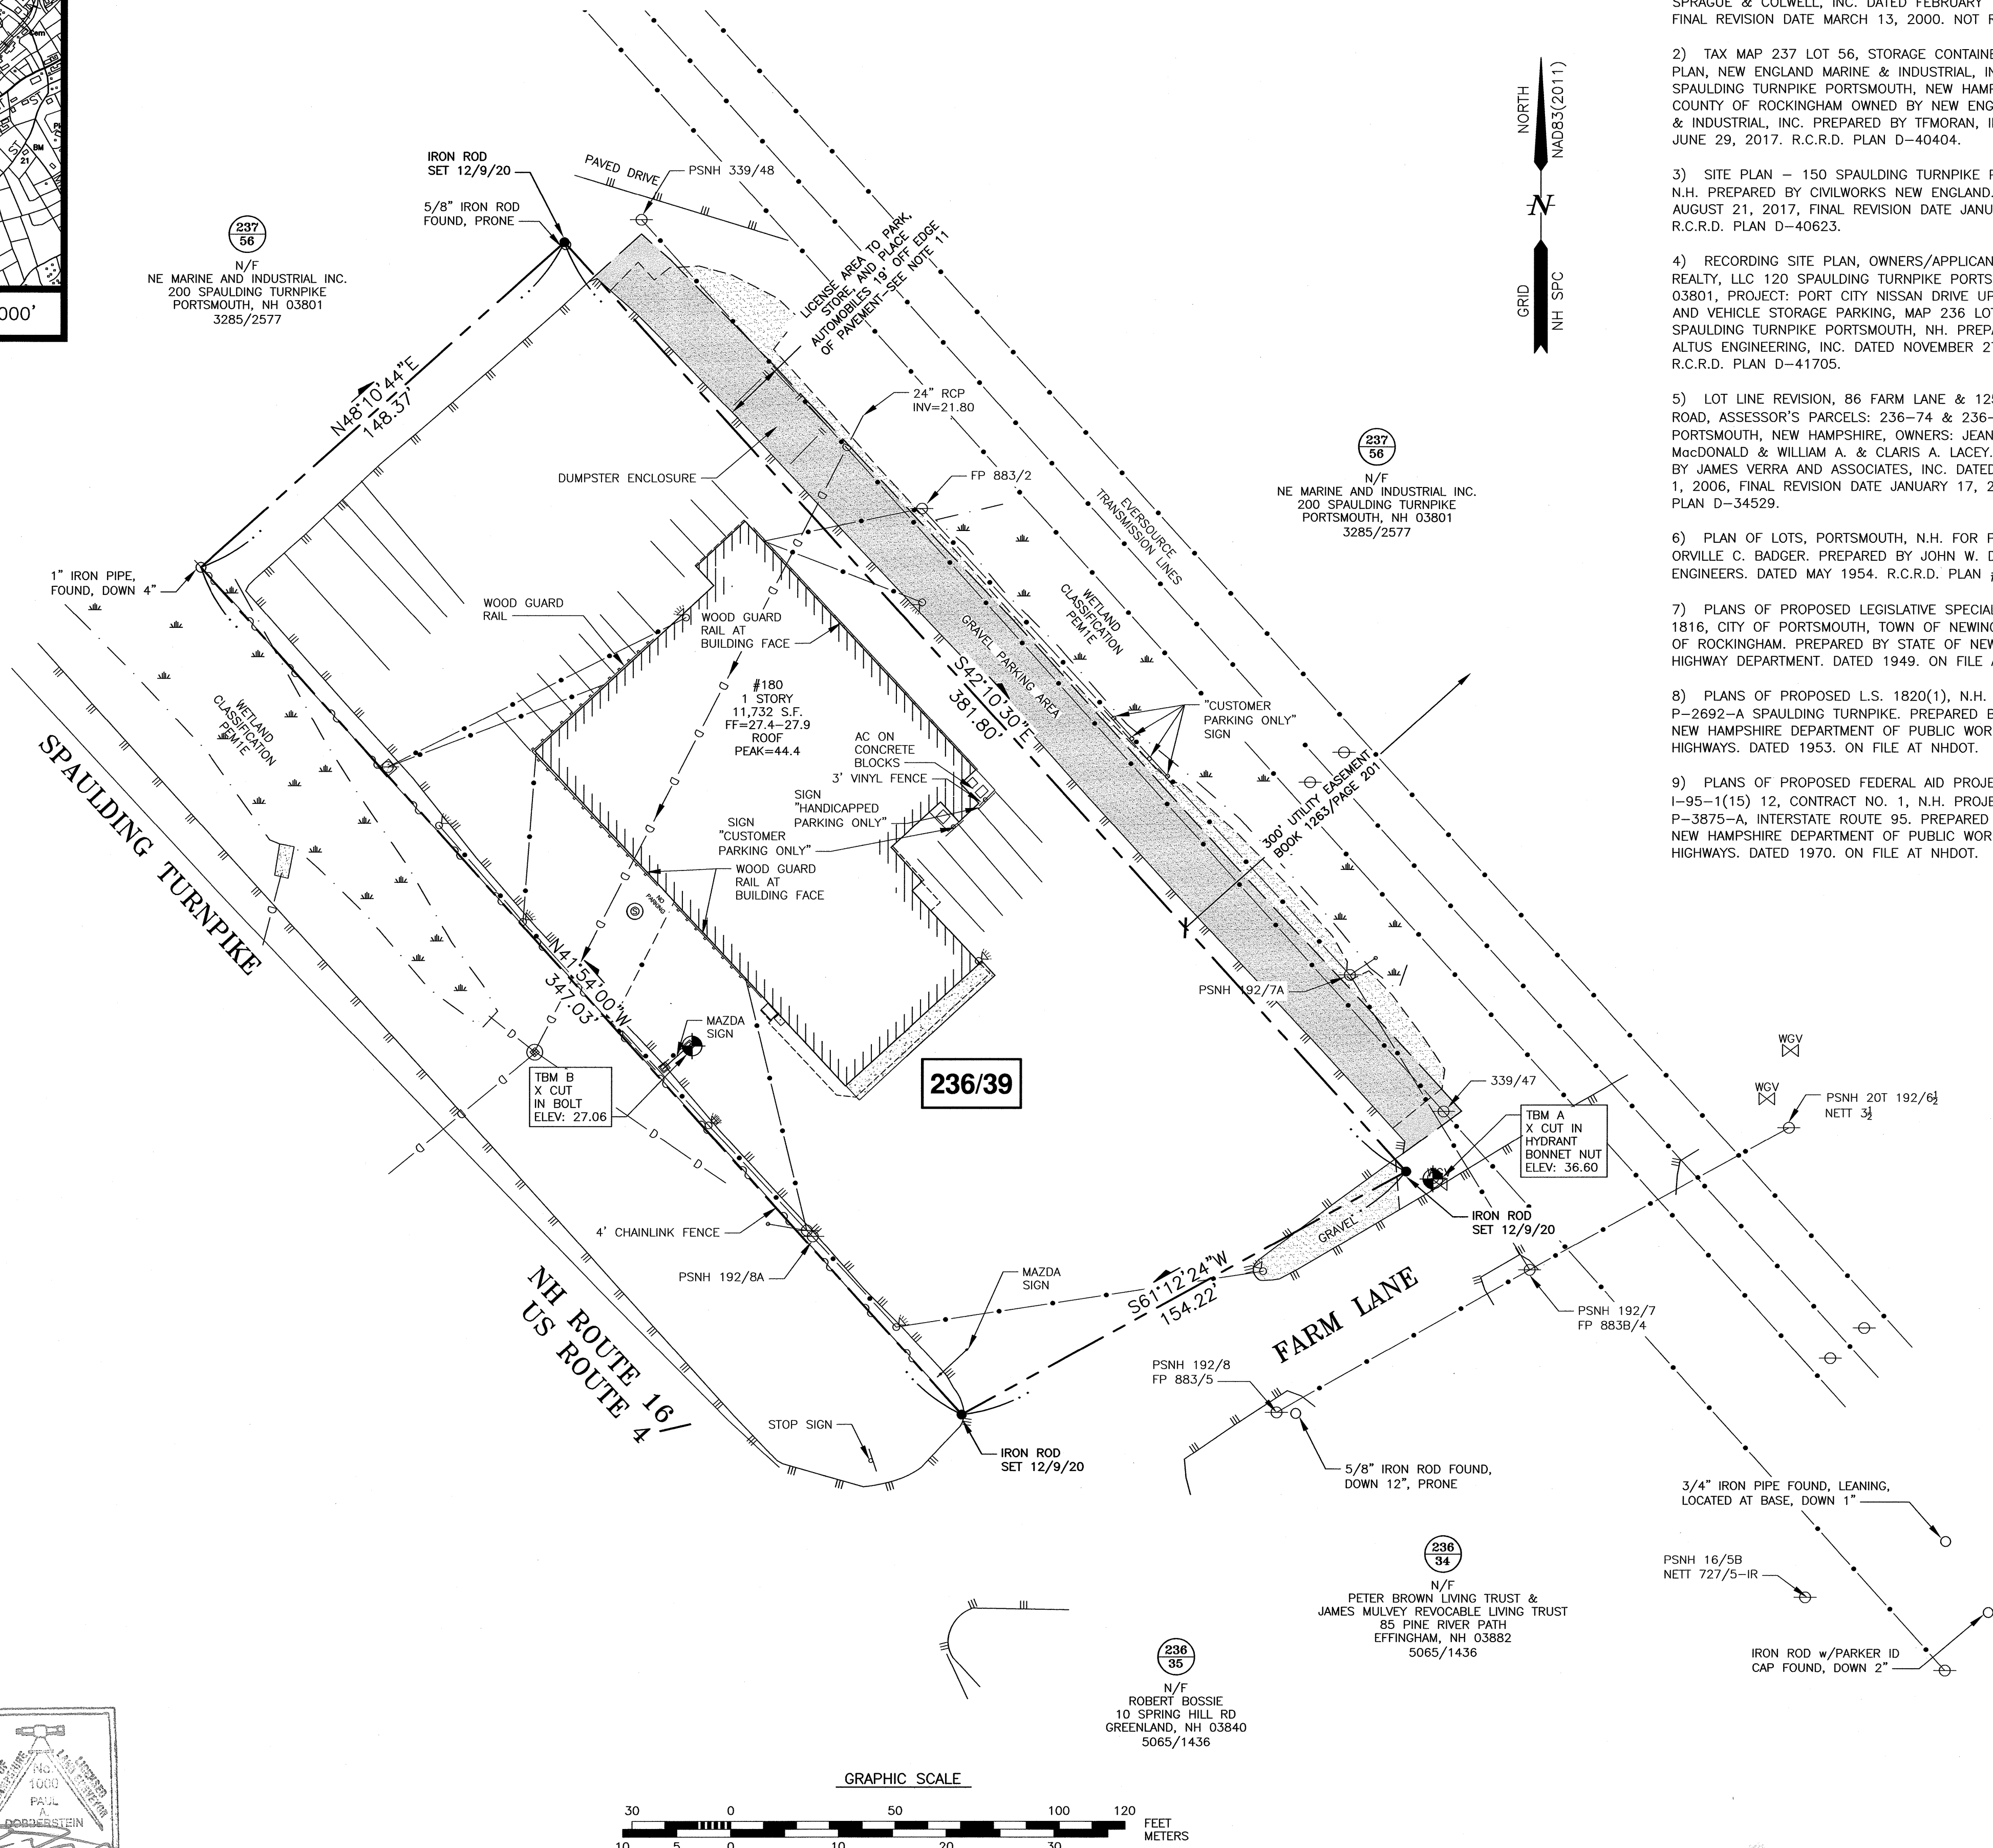 000'
Cem
ST
ST
21
BM
237
56
N/F
NE MARINE AND INDUSTRIAL INC.
200 SPAULDING TURNPIKE
PORTSMOUTH, NH 03801
3285/2577
IRON ROD
SET 12/9/20
5/8" IRON ROD
FOUND, PRONE
PAVED DRIVE
PSNH 339/48
LICENSE AREA TO PARK,
STORE, AND PLACE
AUTOMOBILES 19' OFF EDGE
OF PAVEMENT-SEE NOTE 11
NORTH
NAD83(2011)
N
GRID
NH SPC
N48°10'44"E
148.37'
24" RCP
INV=21.80
DUMPSTER ENCLOSURE
FP 883/2
EVERSOURCE
TRANSMISSION LINES
237
56
N/F
NE MARINE AND INDUSTRIAL INC.
200 SPAULDING TURNPIKE
PORTSMOUTH, NH 03801
3285/2577
1" IRON PIPE,
FOUND, DOWN 4"
WOOD GUARD
RAIL
WOOD GUARD
RAIL AT
BUILDING FACE
WETLAND
CLASSIFICATION
PEM1E
GRAVEL PARKING AREA
S42°10'30"E
381.80'
#180
1 STORY
11,732 S.F.
FF=27.4-27.9
ROOF
PEAK=44.4
AC ON
CONCRETE
BLOCKS
3' VINYL FENCE
SIGN
"HANDICAPPED
PARKING ONLY"
SIGN
"CUSTOMER
PARKING ONLY"
WOOD GUARD
RAIL AT
BUILDING FACE
NO
PARKING
S
"CUSTOMER
PARKING ONLY"
SIGN
300' UTILITY EASEMENT
BOOK 1263/PAGE 201
WETLAND
CLASSIFICATION
PEM1E
SPAULDING TURNPIKE
N41°54'00"W
347.03'
MAZDA
SIGN
TBM B
X CUT
IN BOLT
ELEV: 27.06
236/39
PSNH 192/7A
339/47
TBM A
X CUT IN
HYDRANT
BONNET NUT
ELEV: 36.60
WGV
WGV
PSNH 20T 192/6½
NETT 3½
4' CHAINLINK FENCE
PSNH 192/8A
MAZDA
SIGN
GRAVEL
IRON ROD
SET 12/9/20
S61°12'24"W
154.22'
FARM LANE
PSNH 192/7
FP 883B/4
PSNH 192/8
FP 883/5
NH ROUTE 16/
US ROUTE 4
STOP SIGN
IRON ROD
SET 12/9/20
5/8" IRON ROD FOUND,
DOWN 12", PRONE
3/4" IRON PIPE FOUND, LEANING,
LOCATED AT BASE, DOWN 1"
PSNH 16/5B
NETT 727/5-IR
IRON ROD w/PARKER ID
CAP FOUND, DOWN 2"
236
34
N/F
PETER BROWN LIVING TRUST &
JAMES MULVEY REVOCABLE LIVING TRUST
85 PINE RIVER PATH
EFFINGHAM, NH 03882
5065/1436
236
35
N/F
ROBERT BOSSIE
10 SPRING HILL RD
GREENLAND, NH 03840
5065/1436
GRAPHIC SCALE
30 0 50 100 120
FEET
METERS
10 5 0 10 20 30
LICENSED
LAND SURVEYOR
No.
1000
PAUL
A.
DOBBERSTEIN
SPRAGUE & COLWELL, INC. DATED FEBRUARY
FINAL REVISION DATE MARCH 13, 2000. NOT R
2) TAX MAP 237 LOT 56, STORAGE CONTAINE
PLAN, NEW ENGLAND MARINE & INDUSTRIAL, IN
SPAULDING TURNPIKE PORTSMOUTH, NEW HAMP
COUNTY OF ROCKINGHAM OWNED BY NEW ENG
& INDUSTRIAL, INC. PREPARED BY TFMORAN, I
JUNE 29, 2017. R.C.R.D. PLAN D-40404.
3) SITE PLAN - 150 SPAULDING TURNPIKE P
N.H. PREPARED BY CIVILWORKS NEW ENGLAND.
AUGUST 21, 2017, FINAL REVISION DATE JANU
R.C.R.D. PLAN D-40623.
4) RECORDING SITE PLAN, OWNERS/APPLICAN
REALTY, LLC 120 SPAULDING TURNPIKE PORTS
03801, PROJECT: PORT CITY NISSAN DRIVE UP
AND VEHICLE STORAGE PARKING, MAP 236 LOT
SPAULDING TURNPIKE PORTSMOUTH, NH. PREPA
ALTUS ENGINEERING, INC. DATED NOVEMBER 27
R.C.R.D. PLAN D-41705.
5) LOT LINE REVISION, 86 FARM LANE & 125
ROAD, ASSESSOR'S PARCELS: 236-74 & 236-
PORTSMOUTH, NEW HAMPSHIRE, OWNERS: JEAN
MacDONALD & WILLIAM A. & CLARIS A. LACEY.
BY JAMES VERRA AND ASSOCIATES, INC. DATED
1, 2006, FINAL REVISION DATE JANUARY 17, 2
PLAN D-34529.
6) PLAN OF LOTS, PORTSMOUTH, N.H. FOR P
ORVILLE C. BADGER. PREPARED BY JOHN W. D
ENGINEERS. DATED MAY 1954. R.C.R.D. PLAN
7) PLANS OF PROPOSED LEGISLATIVE SPECIAL
1816, CITY OF PORTSMOUTH, TOWN OF NEWING
OF ROCKINGHAM. PREPARED BY STATE OF NEW
HIGHWAY DEPARTMENT. DATED 1949. ON FILE A
8) PLANS OF PROPOSED L.S. 1820(1), N.H.
P-2692-A SPAULDING TURNPIKE. PREPARED B
NEW HAMPSHIRE DEPARTMENT OF PUBLIC WOR
HIGHWAYS. DATED 1953. ON FILE AT NHDOT.
9) PLANS OF PROPOSED FEDERAL AID PROJE
I-95-1(15) 12, CONTRACT NO. 1, N.H. PROJE
P-3875-A, INTERSTATE ROUTE 95. PREPARED
NEW HAMPSHIRE DEPARTMENT OF PUBLIC WOR
HIGHWAYS. DATED 1970. ON FILE AT NHDOT.